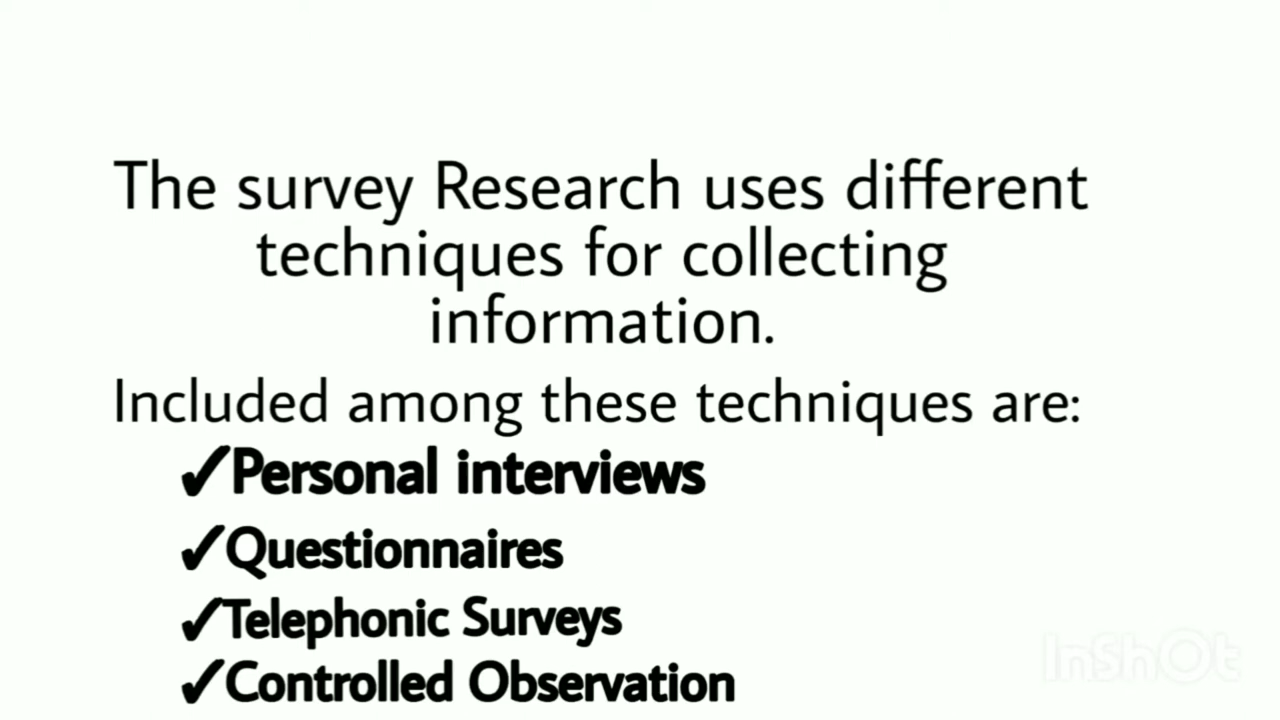 The survey Research uses different
techniques for collecting
information.
Included among these techniques are:
✓Personal interviews
✓Questionnaires
✓Telephonic Surveys
✓Controlled Observation
InShOt